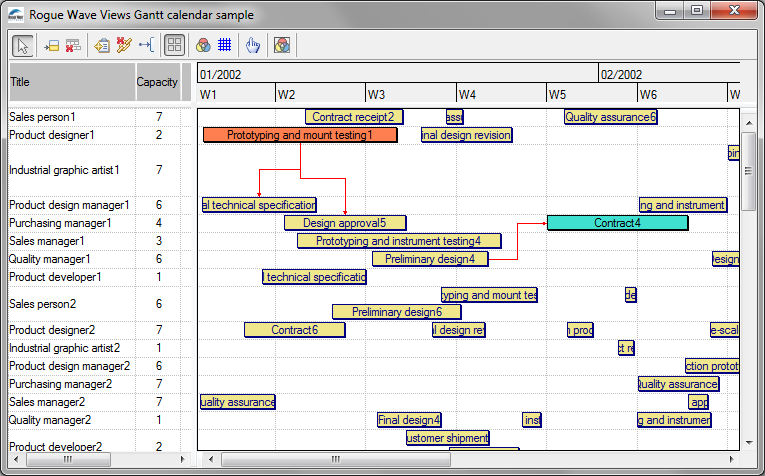 Rogue Wave Views Gantt calendar sample
Title Capacity 01/2002 02/2002
W1 W2 W3 W4 W5 W6 W
Sales person1 7 Contract receipt2 assi Quality assurance6
Product designer1 2 Prototyping and mount testing1 inal design revision
Industrial graphic artist1 7
Product design manager1 6 al technical specification ng and instrument
Purchasing manager1 4 Design approval5 Contract4
Sales manager1 3 Prototyping and instrument testing4
Quality manager1 6 Preliminary design4 esign
Product developer1 1 l technical specificatio
Sales person2 6 typing and mount test de
Preliminary design6
Product designer2 7 Contract6 l design re n prod e-scal
Industrial graphic artist2 1 ct re
Product design manager2 6 ction protot
Purchasing manager2 7 Quality assurance
Sales manager2 7 uality assurance app
Quality manager2 1 Final design4 inst g and instrumen
Product developer2 2 ustomer shipment